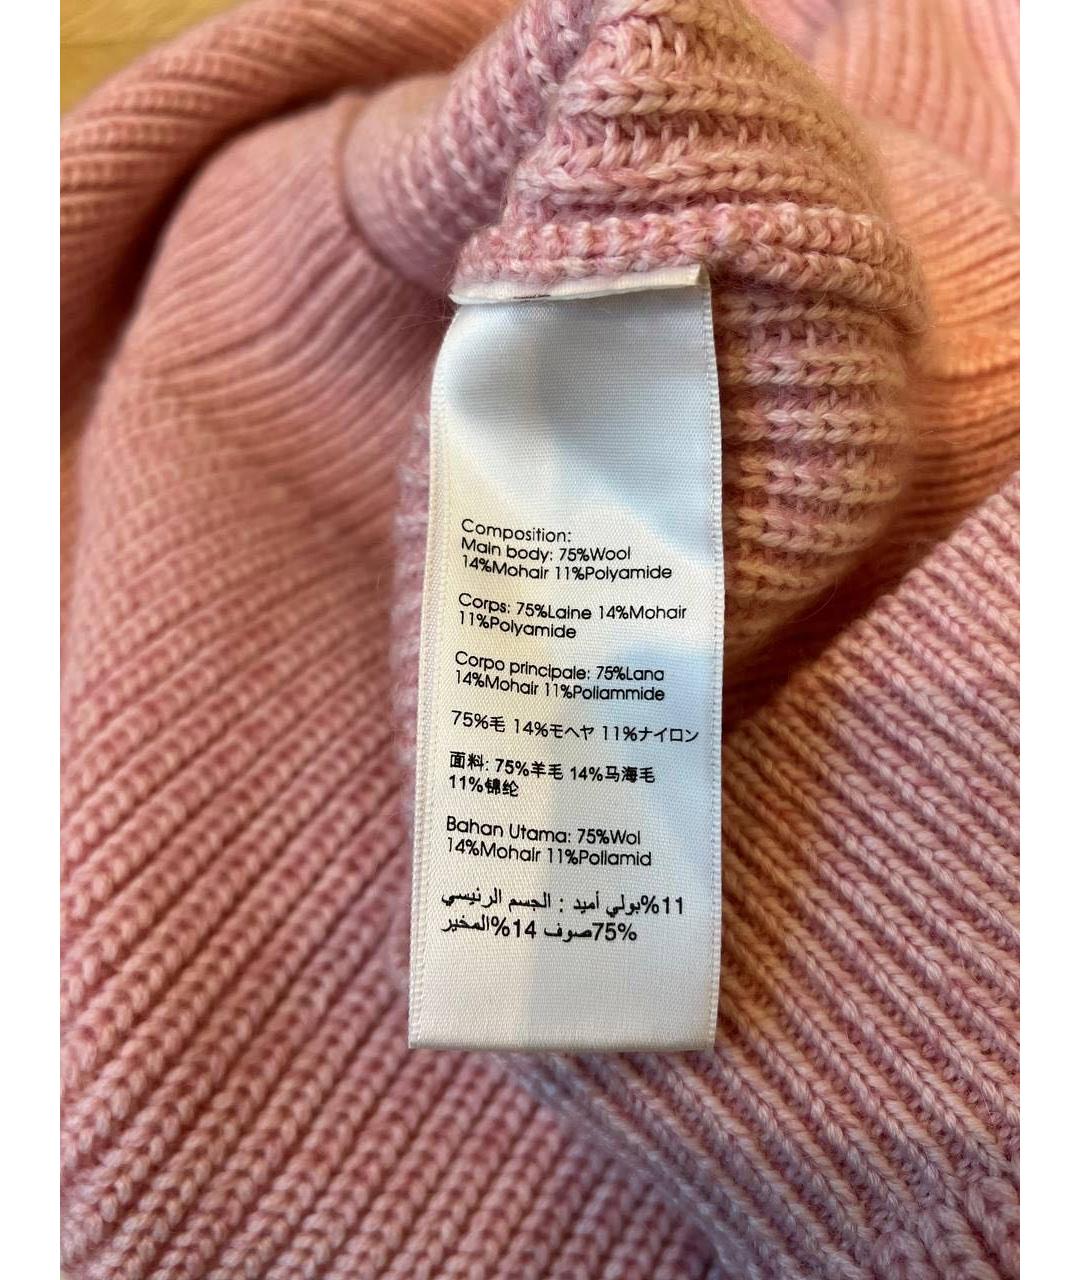 Composition:
Main body: 75%Wool
14%Mohair 11%Polyamide
Corps: 75%Laine 14%Mohair
11%Polyamide
Corpo principale: 75%Lana
14%Mohair 11%Poliammide
75%毛 14%モヘヤ 11%ナイロン
面料: 75%羊毛 14%马海毛
11%锦纶
Bahan Utama: 75%Wol
14%Mohair 11%Poliamid
11%بولي أميد : الجسم الرئيسي
75%صوف 14%المخير